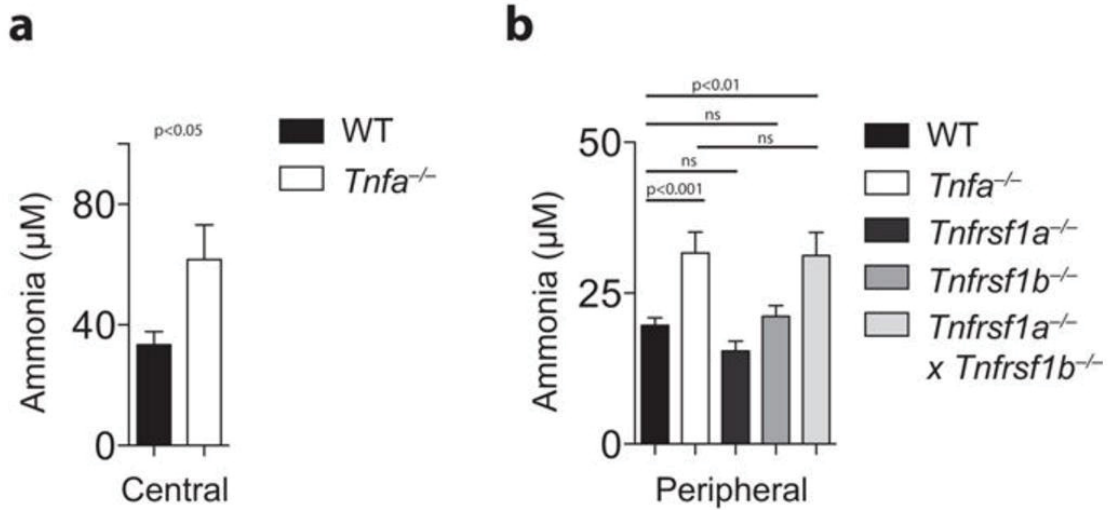 a
p<0.05
WT
Tnfa–/–
80
40
0
Ammonia (µM)
Central
b
p<0.01
ns
ns
ns
p<0.001
50
25
0
Ammonia (µM)
Peripheral
WT
Tnfa–/–
Tnfrsf1a–/–
Tnfrsf1b–/–
Tnfrsf1a–/–
x Tnfrsf1b–/–